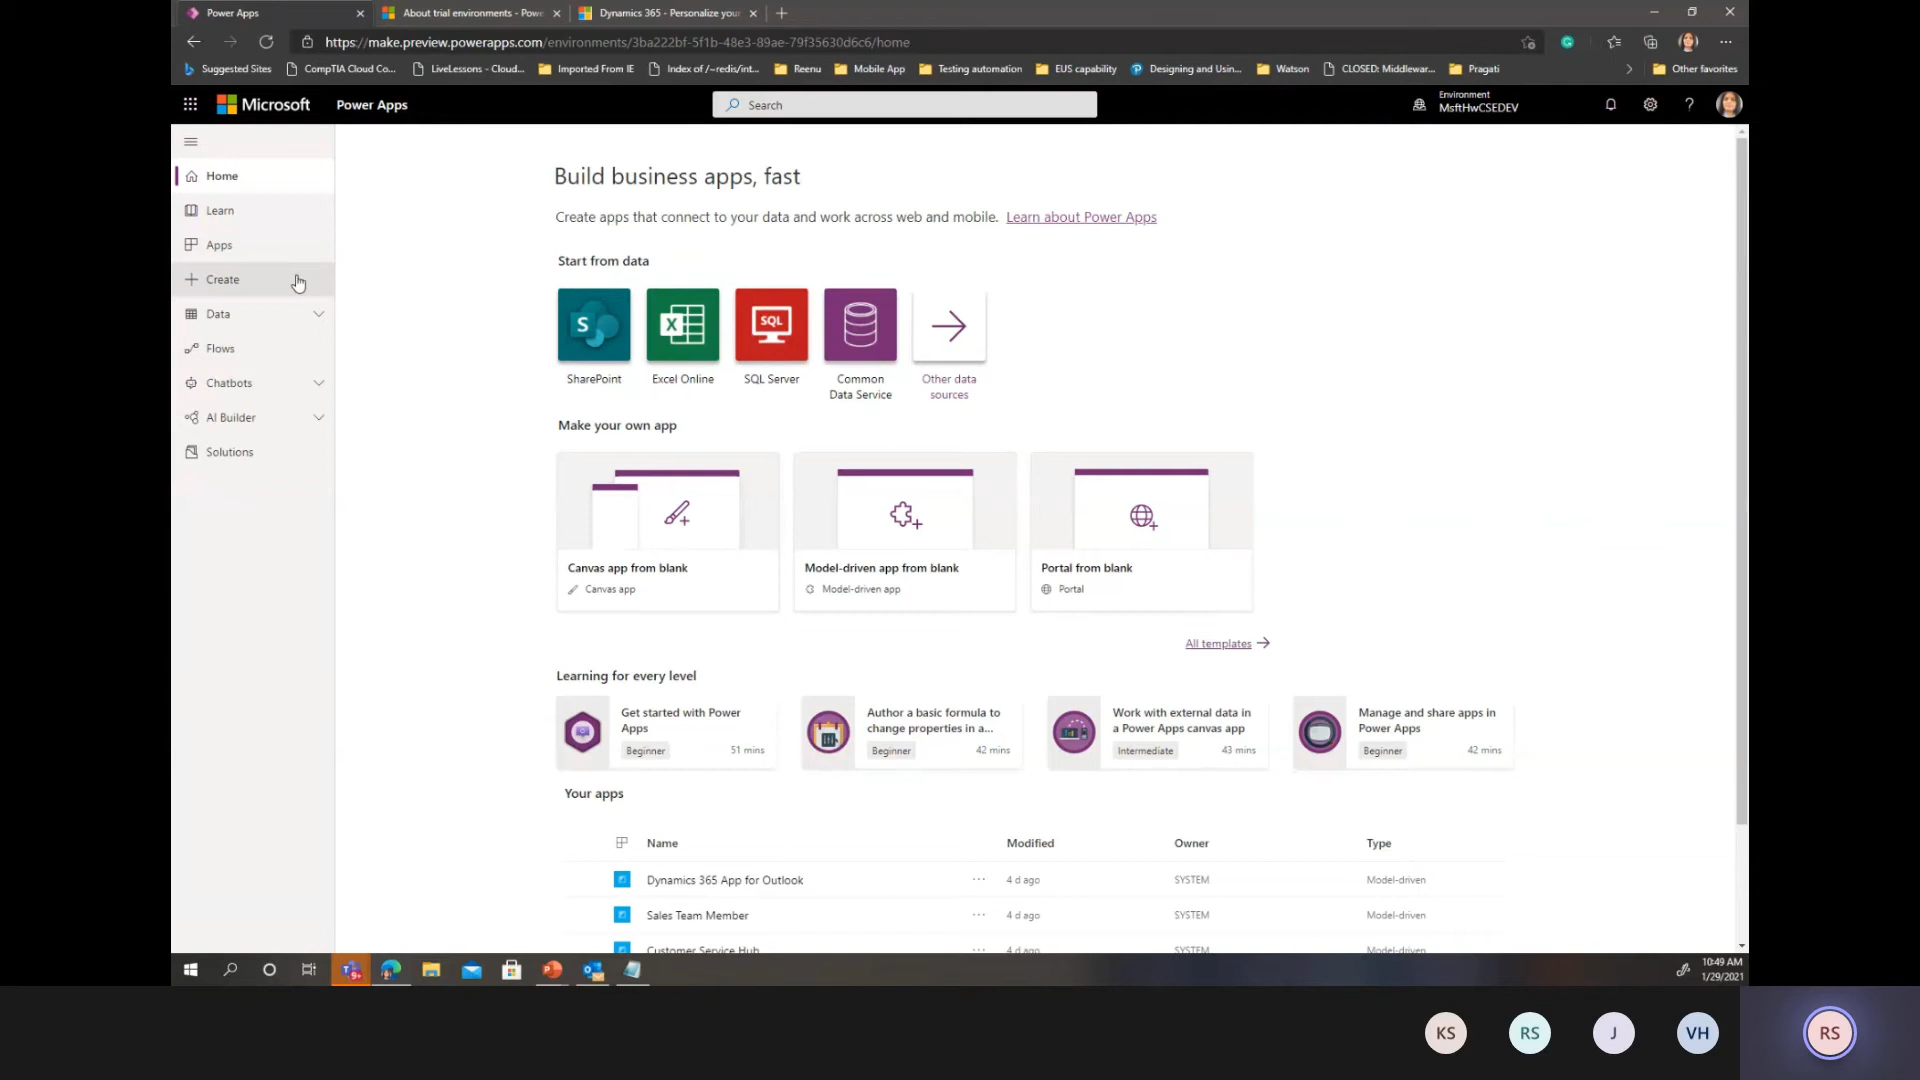 Power Apps
About trial environments - Powe
Dynamics 365 - Personalize your
https://make.preview.powerapps.com/environments/3ba222bf-5f1b-48e3-89ae-79f35630d6c6/home
Suggested Sites
CompTIA Cloud Co...
LiveLessons - Cloud...
Imported From IE
Index of /~redis/int...
Reenu
Mobile App
Testing automation
EUS capability
Designing and Usin...
Watson
CLOSED: Middlewar...
Pragati
Other favorites
Microsoft
Power Apps
Search
Environment
MsftHwCSEDEV
?
Home
Learn
Apps
Create
Data
Flows
Chatbots
AI Builder
Solutions
Build business apps, fast
Create apps that connect to your data and work across web and mobile. Learn about Power Apps
Start from data
S
X
SQL
SharePoint
Excel Online
SQL Server
Common
Data Service
Other data
sources
Make your own app
Canvas app from blank
Canvas app
Model-driven app from blank
Model-driven app
Portal from blank
Portal
All templates
Learning for every level
Get started with Power
Apps
Beginner
51 mins
Author a basic formula to
change properties in a...
Beginner
42 mins
Work with external data in
a Power Apps canvas app
Intermediate
43 mins
Manage and share apps in
Power Apps
Beginner
42 mins
Your apps
Name Modified Owner Type
Dynamics 365 App for Outlook ... 4 d ago SYSTEM Model-driven
Sales Team Member ... 4 d ago SYSTEM Model-driven
Customer Service Hub ... 4 d ago SYSTEM Model-driven
10:49 AM
1/29/2021
KS
RS
J
VH
RS